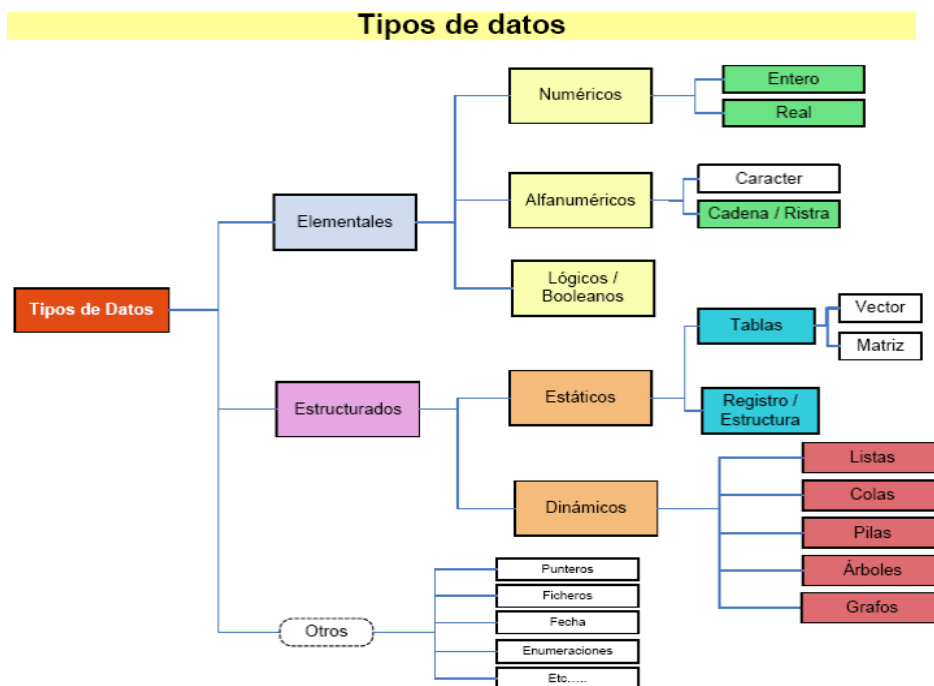 Tipos de datos
Tipos de Datos
Elementales
Numéricos
Entero
Real
Alfanuméricos
Caracter
Cadena / Ristra
Lógicos /
Booleanos
Estructurados
Estáticos
Tablas
Vector
Matriz
Registro /
Estructura
Dinámicos
Listas
Colas
Pilas
Árboles
Grafos
Otros
Punteros
Ficheros
Fecha
Enumeraciones
Etc.....